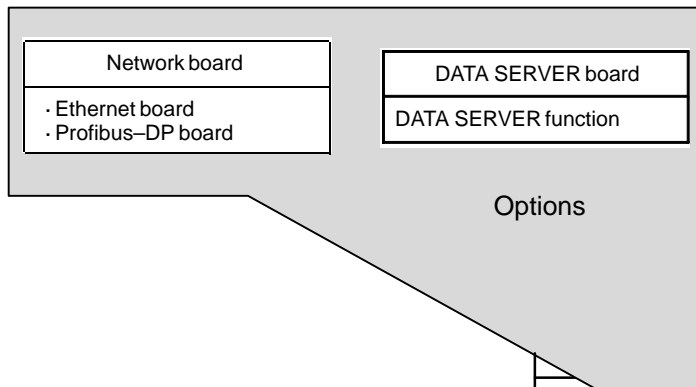 Network board
· Ethernet board
· Profibus–DP board
DATA SERVER board
DATA SERVER function
Options